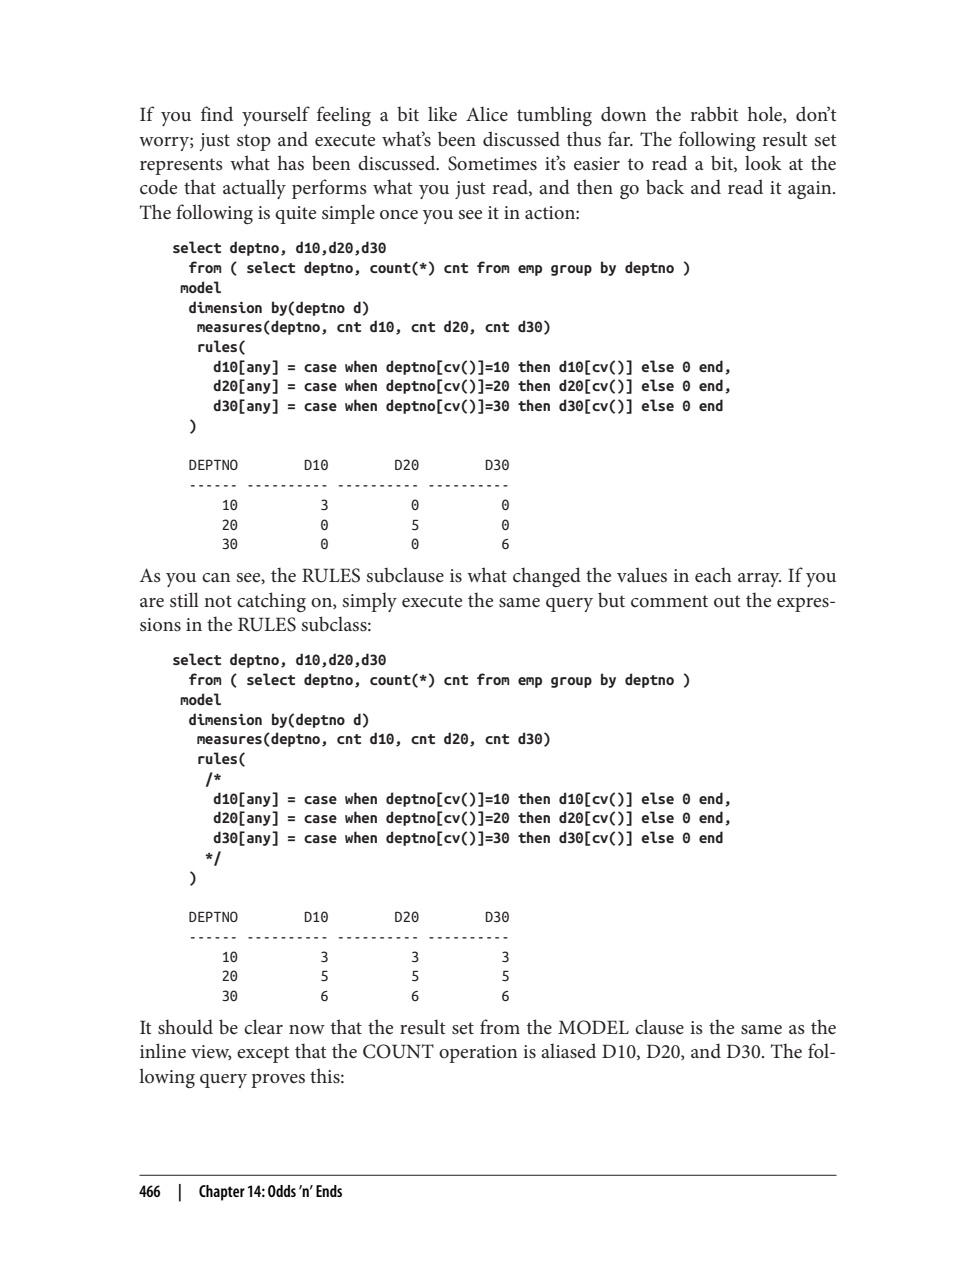 If you find yourself feeling a bit like Alice tumbling down the rabbit hole, don’t
worry; just stop and execute what’s been discussed thus far. The following result set
represents what has been discussed. Sometimes it’s easier to read a bit, look at the
code that actually performs what you just read, and then go back and read it again.
The following is quite simple once you see it in action:
select deptno, d10,d20,d30
  from ( select deptno, count(*) cnt from emp group by deptno )
 model
  dimension by(deptno d)
   measures(deptno, cnt d10, cnt d20, cnt d30)
   rules(
     d10[any] = case when deptno[cv()]=10 then d10[cv()] else 0 end,
     d20[any] = case when deptno[cv()]=20 then d20[cv()] else 0 end,
     d30[any] = case when deptno[cv()]=30 then d30[cv()] else 0 end
  )
  DEPTNO        D10        D20        D30
  ------ ---------- ---------- ----------
      10          3          0          0
      20          0          5          0
      30          0          0          6
As you can see, the RULES subclause is what changed the values in each array. If you
are still not catching on, simply execute the same query but comment out the expres-
sions in the RULES subclass:
select deptno, d10,d20,d30
  from ( select deptno, count(*) cnt from emp group by deptno )
 model
  dimension by(deptno d)
   measures(deptno, cnt d10, cnt d20, cnt d30)
   rules(
    /*
     d10[any] = case when deptno[cv()]=10 then d10[cv()] else 0 end,
     d20[any] = case when deptno[cv()]=20 then d20[cv()] else 0 end,
     d30[any] = case when deptno[cv()]=30 then d30[cv()] else 0 end
    */
  )
  DEPTNO        D10        D20        D30
  ------ ---------- ---------- ----------
      10          3          3          3
      20          5          5          5
      30          6          6          6
It should be clear now that the result set from the MODEL clause is the same as the
inline view, except that the COUNT operation is aliased D10, D20, and D30. The fol-
lowing query proves this:
466 | Chapter 14: Odds ’n’ Ends